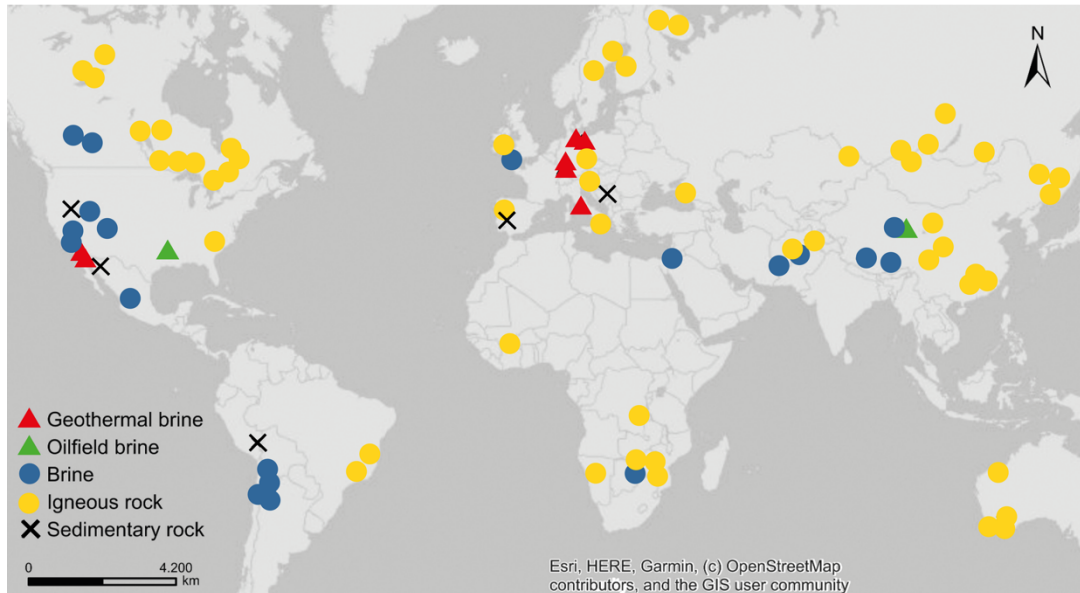 N
Geothermal brine
Oilfield brine
Brine
Igneous rock
Sedimentary rock
0 4.200
km
Esri, HERE, Garmin, (c) OpenStreetMap
contributors, and the GIS user community